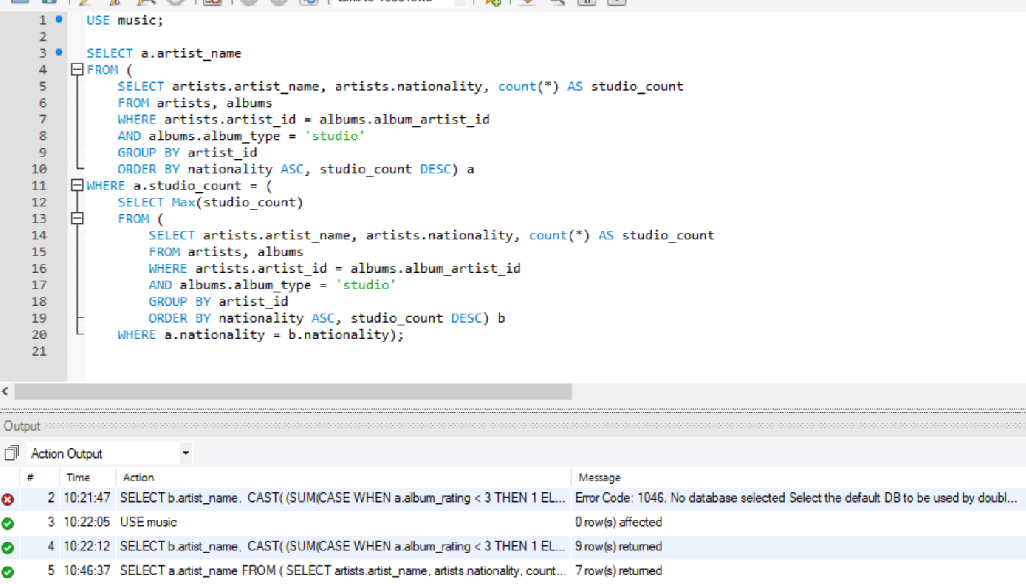 1 USE music;
2
3 SELECT a.artist_name
4 FROM (
5 SELECT artists.artist_name, artists.nationality, count(*) AS studio_count
6 FROM artists, albums
7 WHERE artists.artist_id = albums.album_artist_id
8 AND albums.album_type = 'studio'
9 GROUP BY artist_id
10 ORDER BY nationality ASC, studio_count DESC) a
11 WHERE a.studio_count = (
12 SELECT Max(studio_count)
13 FROM (
14 SELECT artists.artist_name, artists.nationality, count(*) AS studio_count
15 FROM artists, albums
16 WHERE artists.artist_id = albums.album_artist_id
17 AND albums.album_type = 'studio'
18 GROUP BY artist_id
19 ORDER BY nationality ASC, studio_count DESC) b
20 WHERE a.nationality = b.nationality);
21
Output
Action Output
# Time Action Message
2 10:21:47 SELECT b.artist_name, CAST( (SUM(CASE WHEN a.album_rating < 3 THEN 1 EL... Error Code: 1046. No database selected Select the default DB to be used by doubl...
3 10:22:05 USE music 0 row(s) affected
4 10:22:12 SELECT b.artist_name, CAST( (SUM(CASE WHEN a.album_rating < 3 THEN 1 EL... 9 row(s) returned
5 10:46:37 SELECT a.artist_name FROM ( SELECT artists.artist_name, artists.nationality, count... 7 row(s) returned